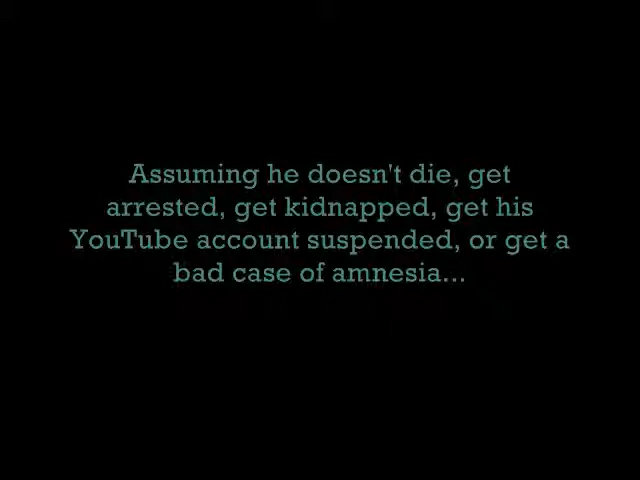 Assuming he doesn't die, get
arrested, get kidnapped, get his
YouTube account suspended, or get a
bad case of amnesia...